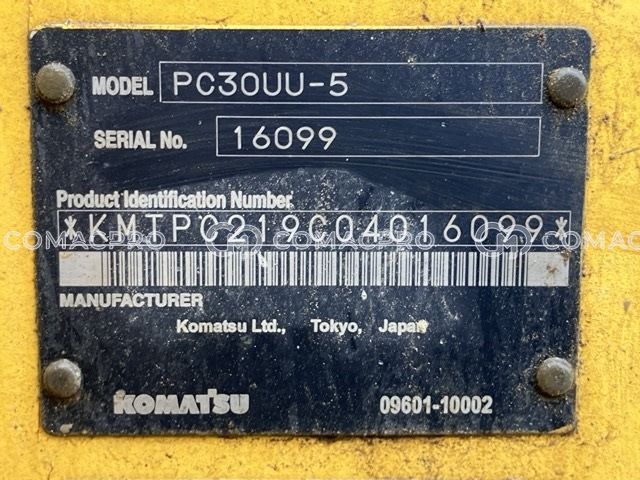 MODEL PC30UU-5
SERIAL No. 16099
Product Identification Number
*KMTPC219C04016099*
COMACPRO COMACPRO COMACPRO
MANUFACTURER
Komatsu Ltd., Tokyo, Japan
KOMATSU 09601-10002